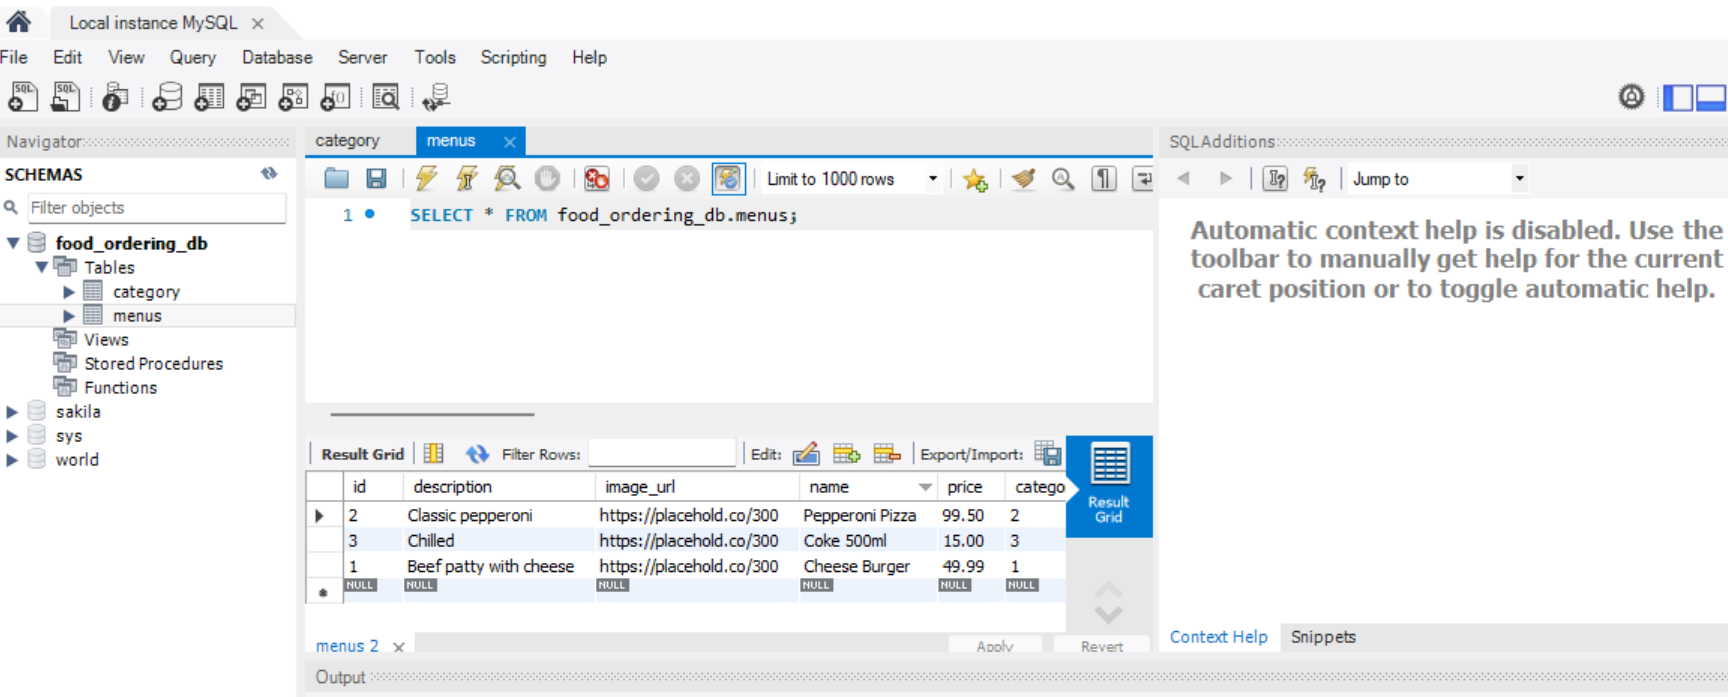 Local instance MySQL
File Edit View Query Database Server Tools Scripting Help
Navigator
SCHEMAS
Filter objects
food_ordering_db
Tables
category
menus
Views
Stored Procedures
Functions
sakila
sys
world
category menus
Limit to 1000 rows
1 SELECT * FROM food_ordering_db.menus;
Result Grid Filter Rows: Edit: Export/Import:
id description image_url name price catego
2 Classic pepperoni https://placehold.co/300 Pepperoni Pizza 99.50 2
3 Chilled https://placehold.co/300 Coke 500ml 15.00 3
1 Beef patty with cheese https://placehold.co/300 Cheese Burger 49.99 1
NULL NULL NULL NULL NULL NULL
Result
Grid
menus 2 Apply Revert
Output
SQLAdditions
Jump to
Automatic context help is disabled. Use the
toolbar to manually get help for the current
caret position or to toggle automatic help.
Context Help Snippets